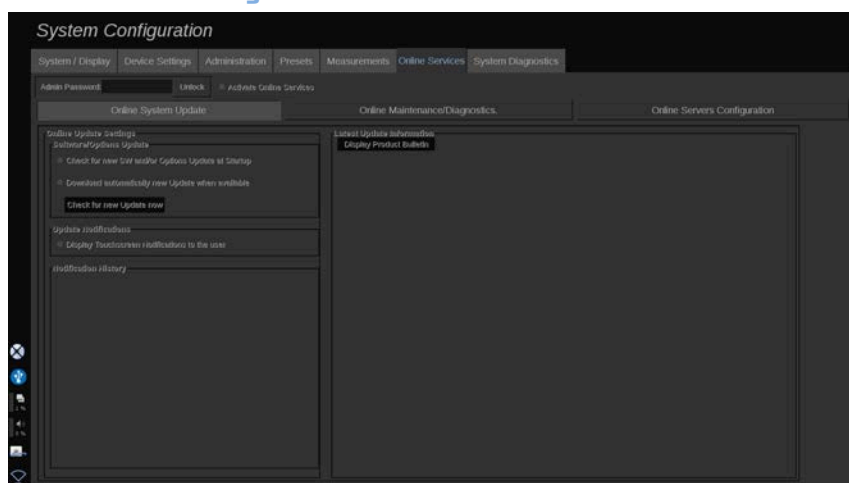 System Configuration
System / Display Device Settings Administration Presets Measurements Online Services System Diagnostics
Admin Password: Unlock Activate Online Services
Online System Update Online Maintenance/Diagnostics. Online Servers Configuration
Online Update Settings
Software/Options Update
Check for new SW and/or Options Update at Startup
Download automatically new Update when available
Check for new Update now
Update Notifications
Display Touchscreen Notifications to the user
Notification History
Latest Update Information
Display Product Bulletin